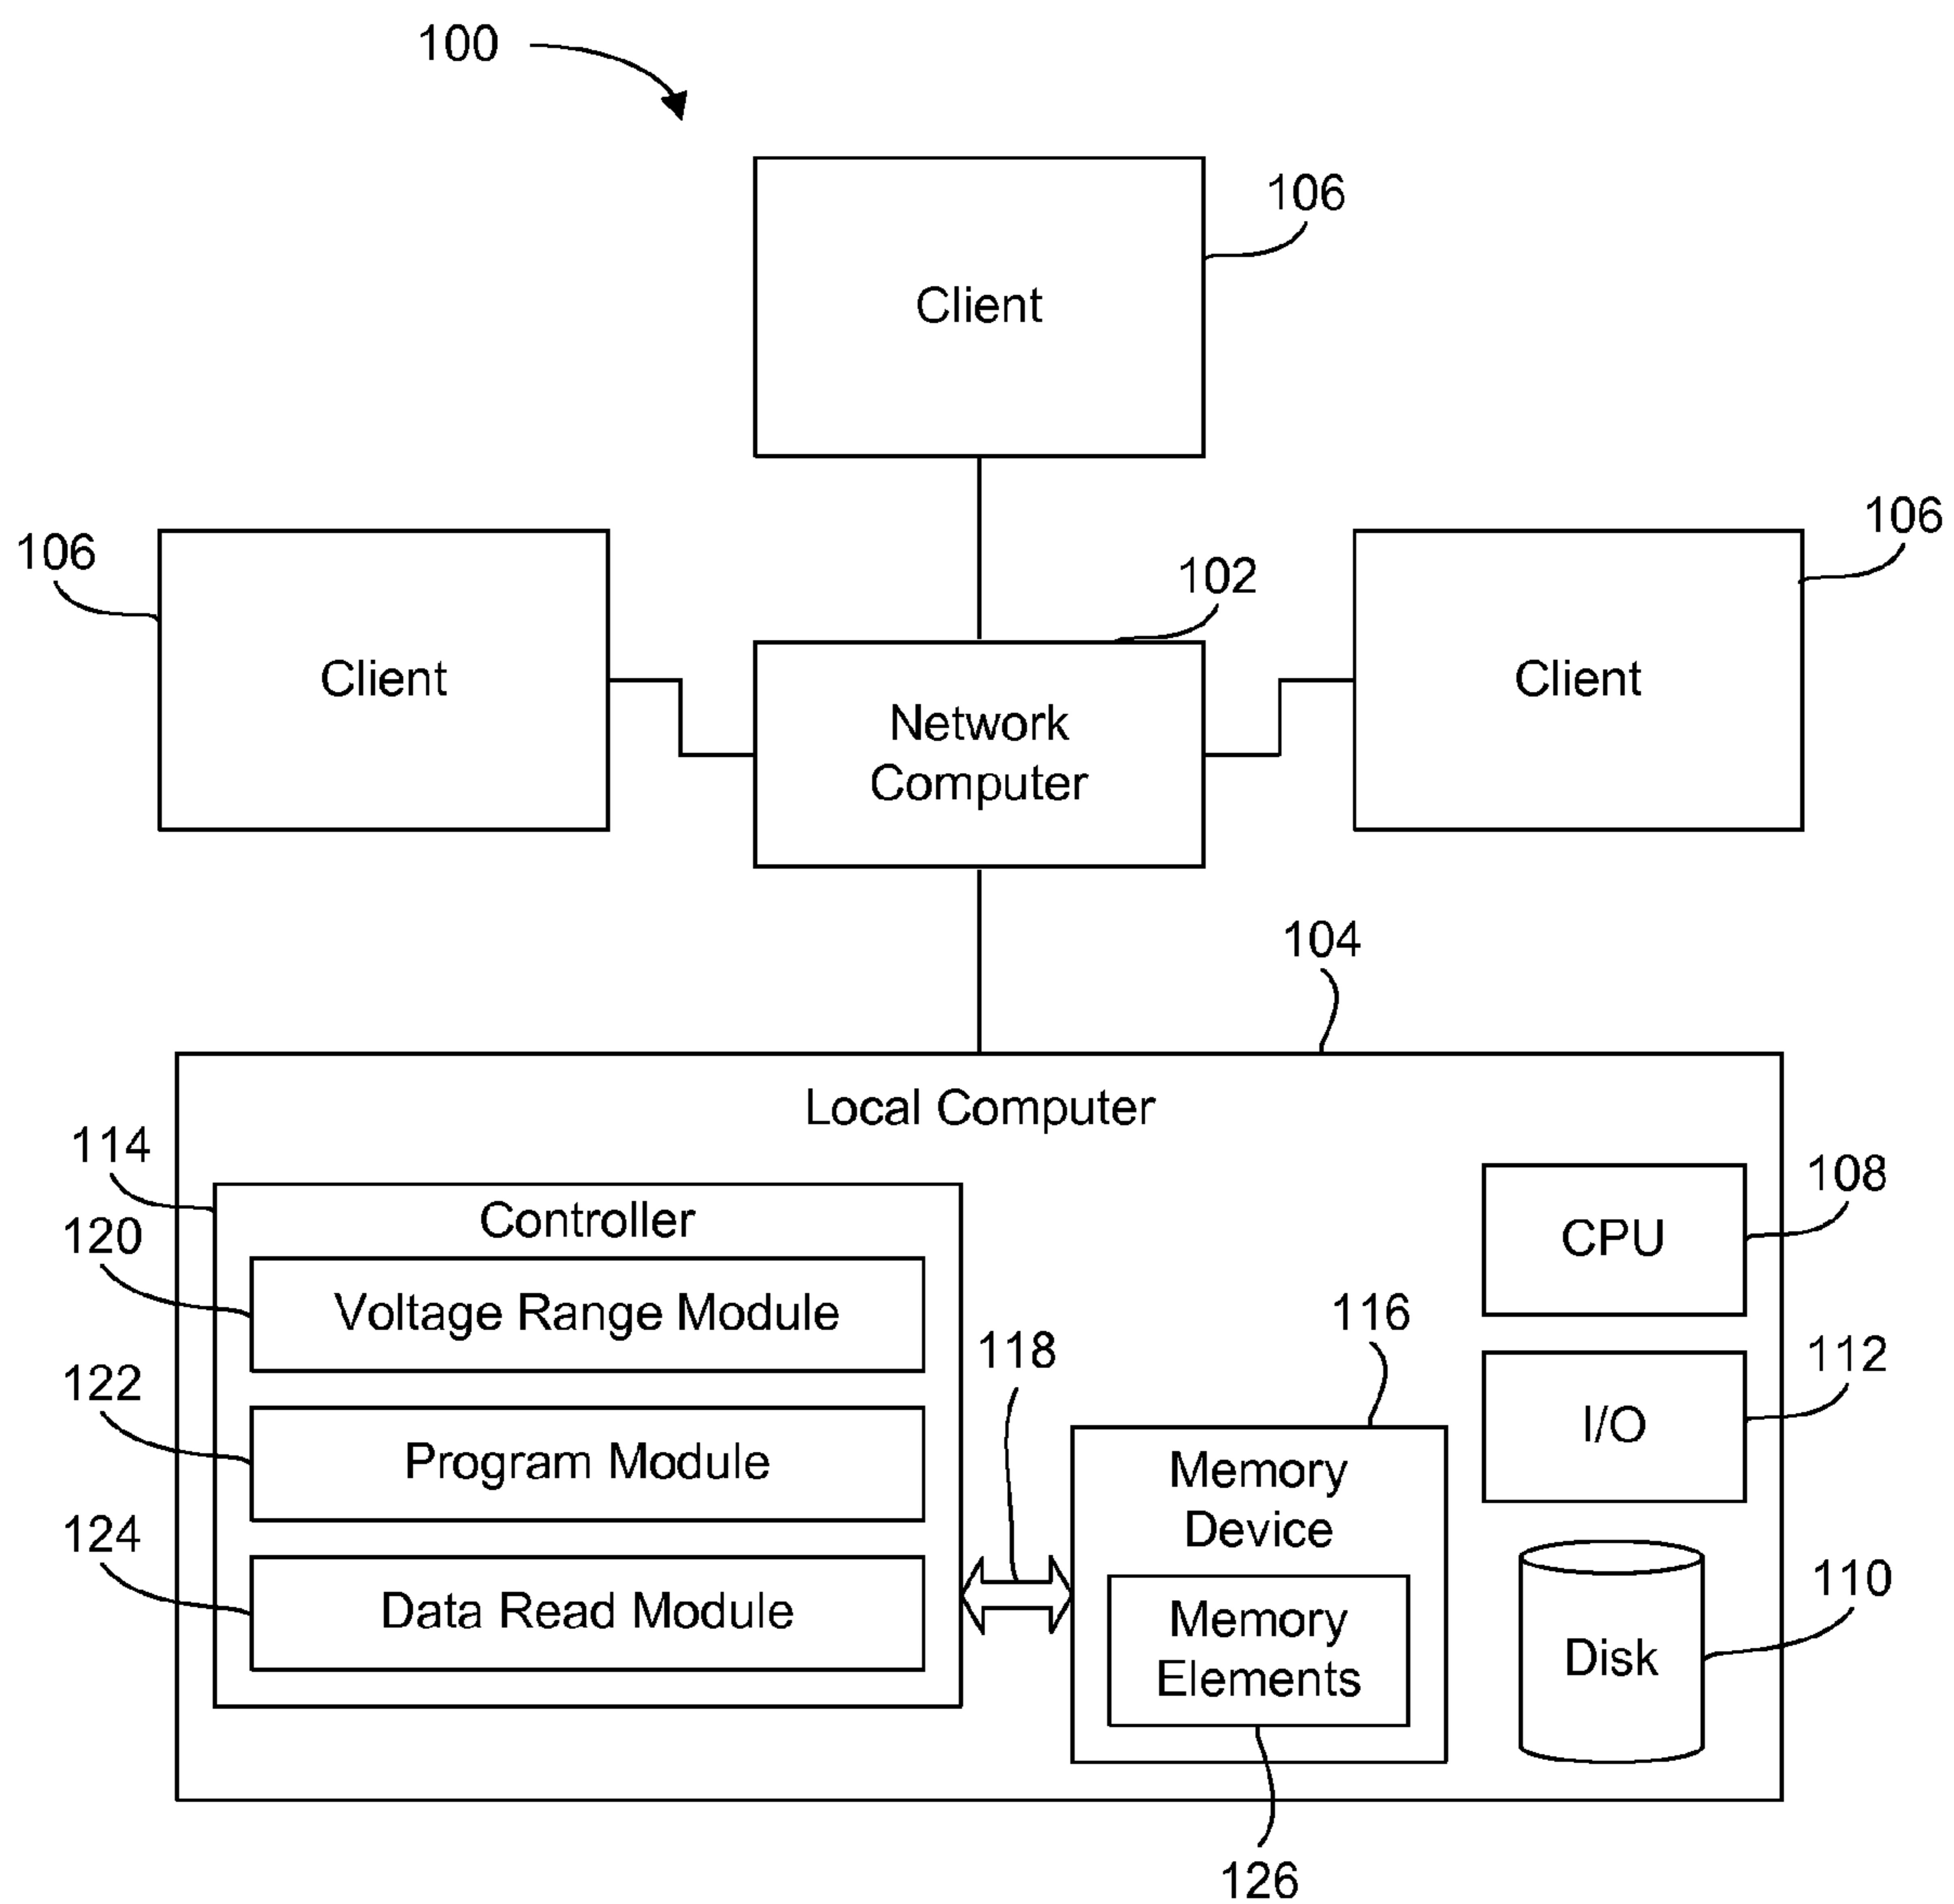 100
106
Client
106
106
102
Client
Client
Network
Computer
104
Local Computer
114
108
Controller
120
CPU
Voltage Range Module
116
118
112
122
I/O
Program Module
Memory
Device
124
110
Data Read Module
Memory
Elements
Disk
126